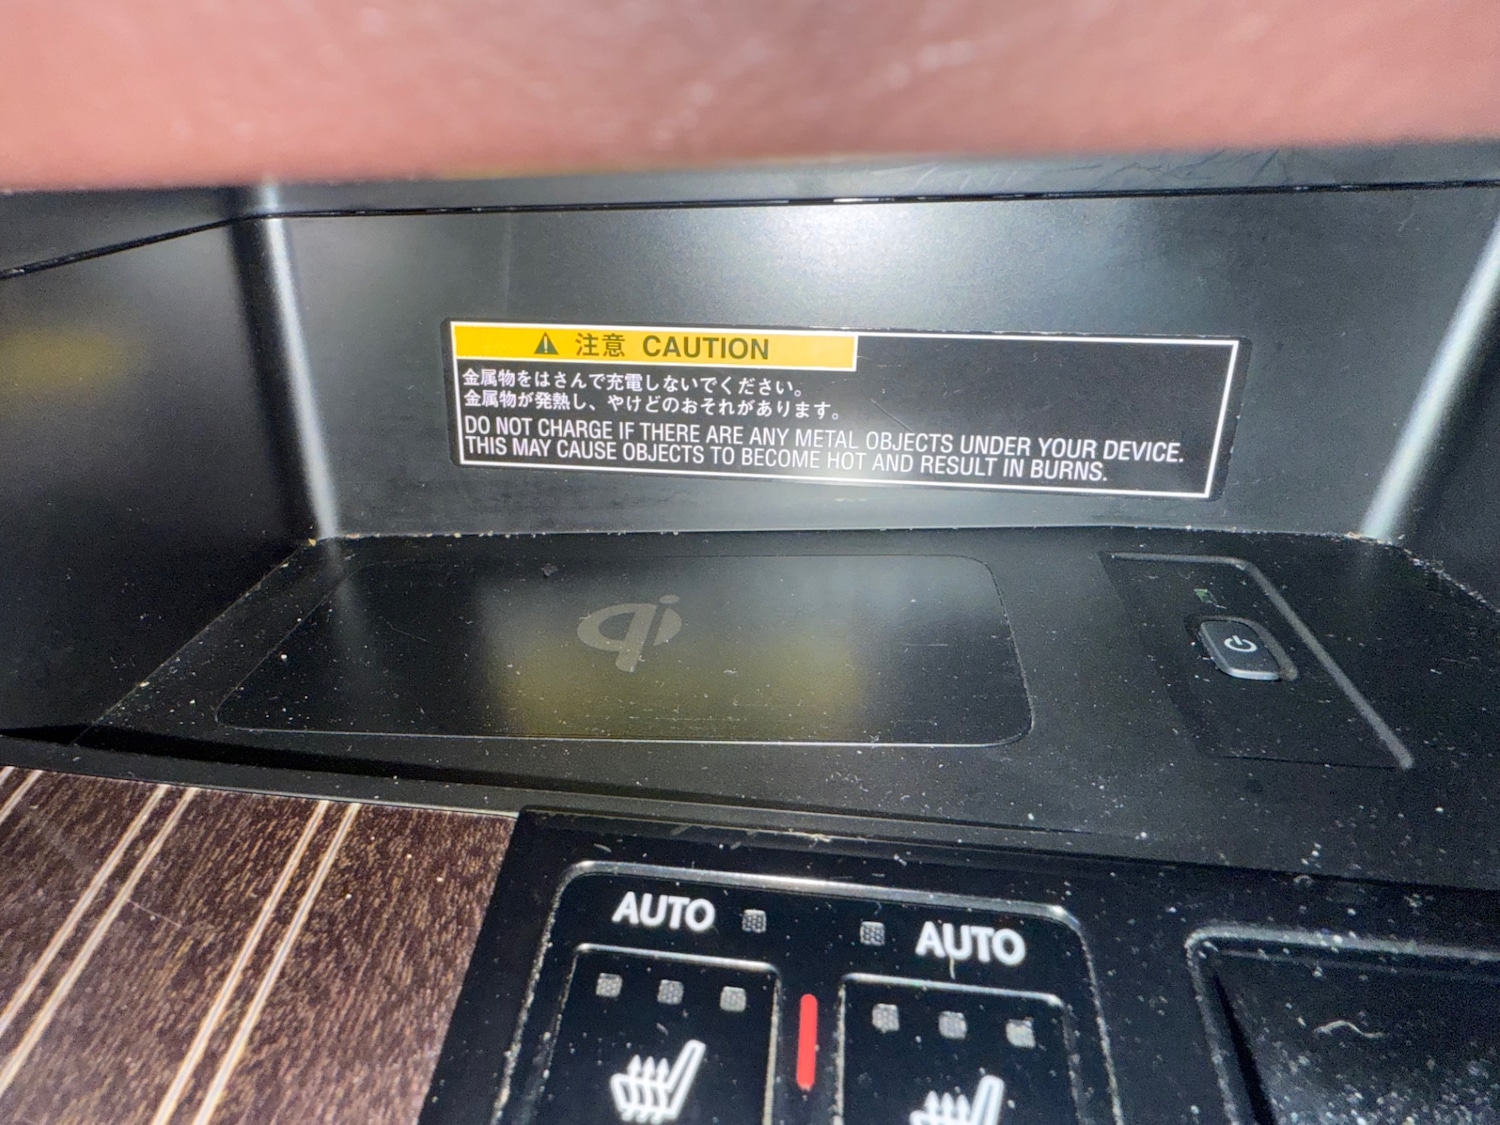 注意 CAUTION
金属物をはさんで充電しないでください。
金属物が発熱し、やけどのおそれがあります。
DO NOT CHARGE IF THERE ARE ANY METAL OBJECTS UNDER YOUR DEVICE.
THIS MAY CAUSE OBJECTS TO BECOME HOT AND RESULT IN BURNS.
qi
AUTO AUTO